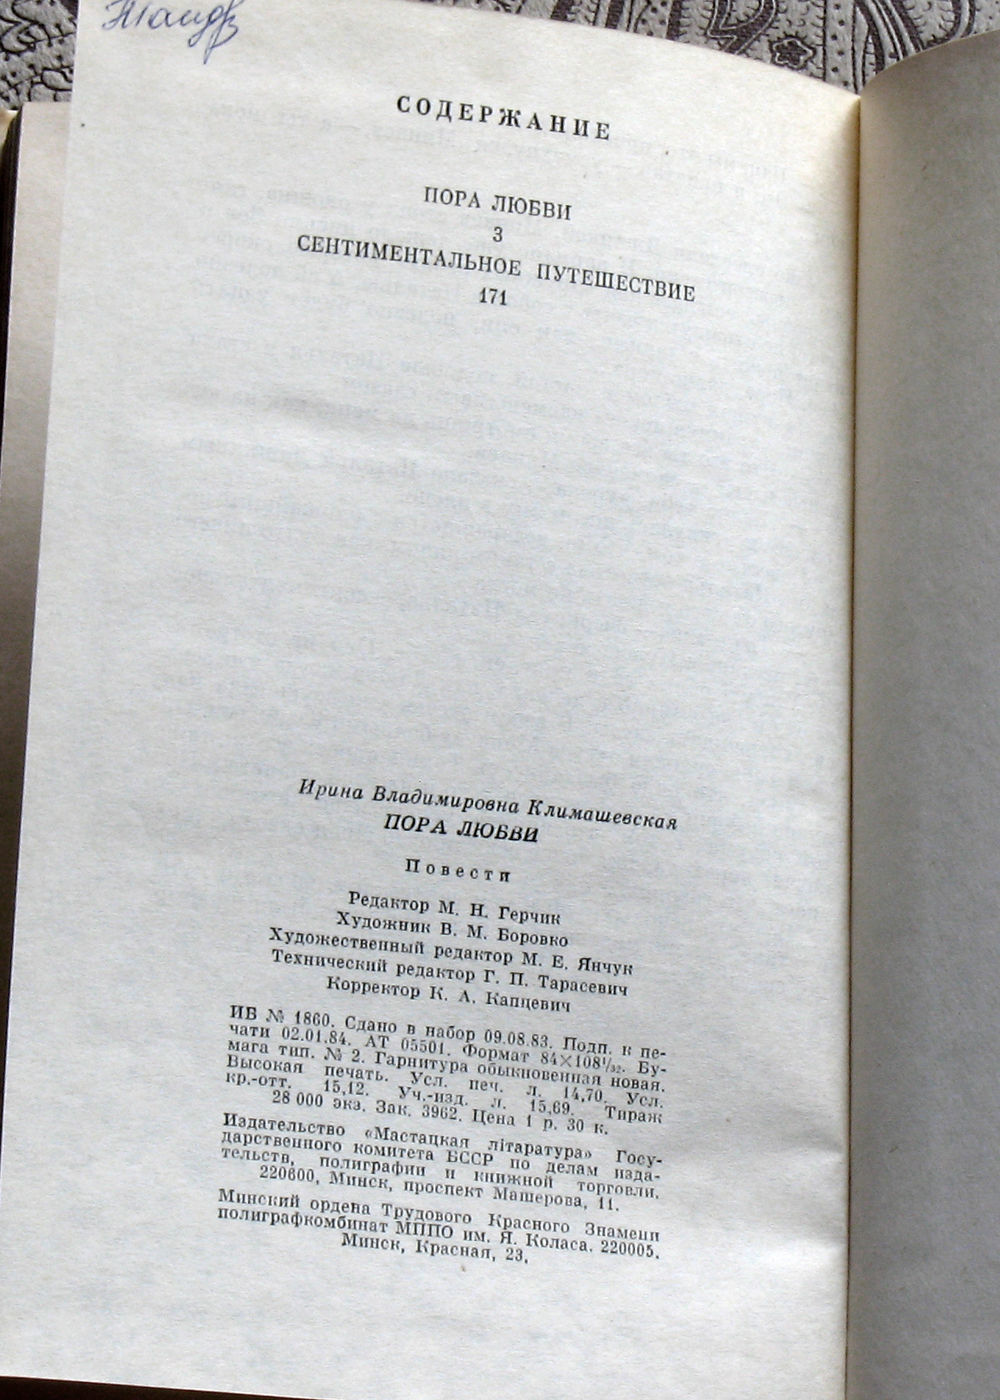 СОДЕРЖАНИЕ
ПОРА ЛЮБВИ
3
СЕНТИМЕНТАЛЬНОЕ ПУТЕШЕСТВИЕ
171
Ирина Владимировна Климашевская
ПОРА ЛЮБВИ
Повести
Редактор М. Н. Герчик
Художник В. М. Боровко
Художественный редактор М. Е. Янчук
Технический редактор Г. П. Тарасевич
Корректор К. А. Капцевич
ИБ № 1860. Сдано в набор 09.08.83. Подп. к пе-
чати 02.01.84. АТ 05501. Формат 84×108¹/₃₂. Бу-
мага тип. № 2. Гарнитура обыкновенная новая.
Высокая печать. Усл. печ. л. 14,70. Усл.
кр.-отт. 15,12. Уч.-изд. л. 15,69. Тираж
28 000 экз. Зак. 3962. Цена 1 р. 30 к.
Издательство «Мастацкая літаратура» Госу-
дарственного комитета БССР по делам изда-
тельств, полиграфии и книжной торговли.
220600, Минск, проспект Машерова, 11.
Минский ордена Трудового Красного Знамени
полиграфкомбинат МППО им. Я. Коласа. 220005.
Минск, Красная, 23.